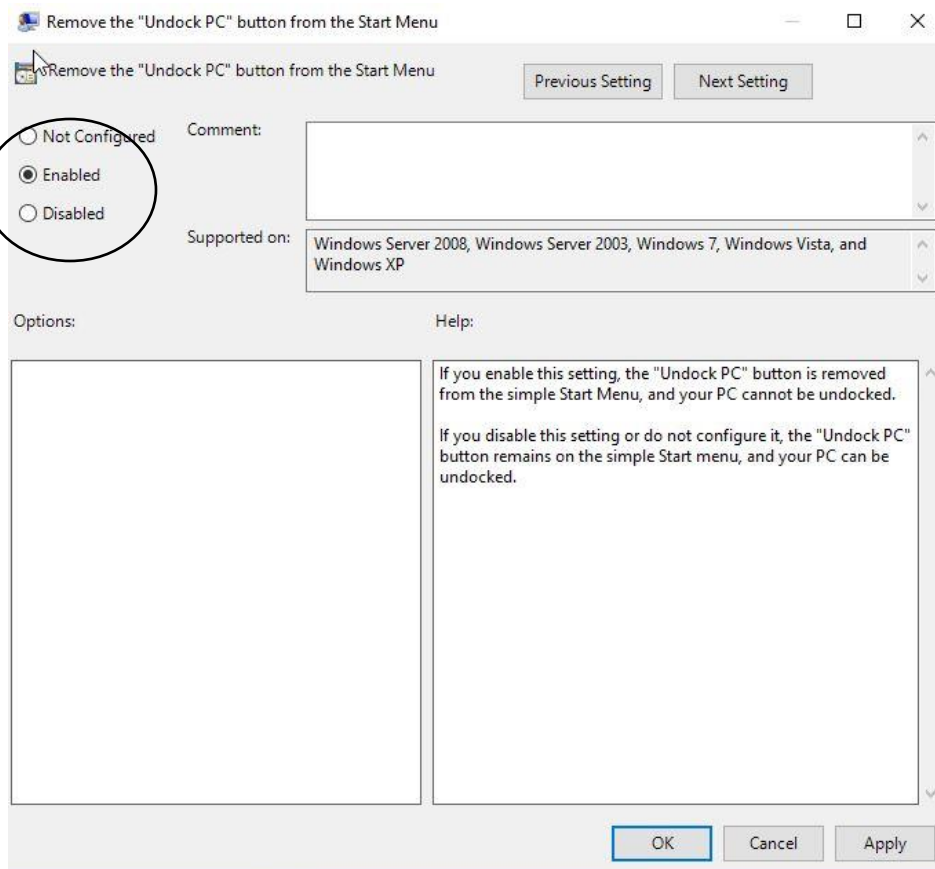 Remove the "Undock PC" button from the Start Menu
Remove the "Undock PC" button from the Start Menu
Previous Setting
Next Setting
Not Configured
Comment:
Enabled
Disabled
Supported on:
Windows Server 2008, Windows Server 2003, Windows 7, Windows Vista, and
Windows XP
Options:
Help:
If you enable this setting, the "Undock PC" button is removed
from the simple Start Menu, and your PC cannot be undocked.
If you disable this setting or do not configure it, the "Undock PC"
button remains on the simple Start menu, and your PC can be
undocked.
OK
Cancel
Apply